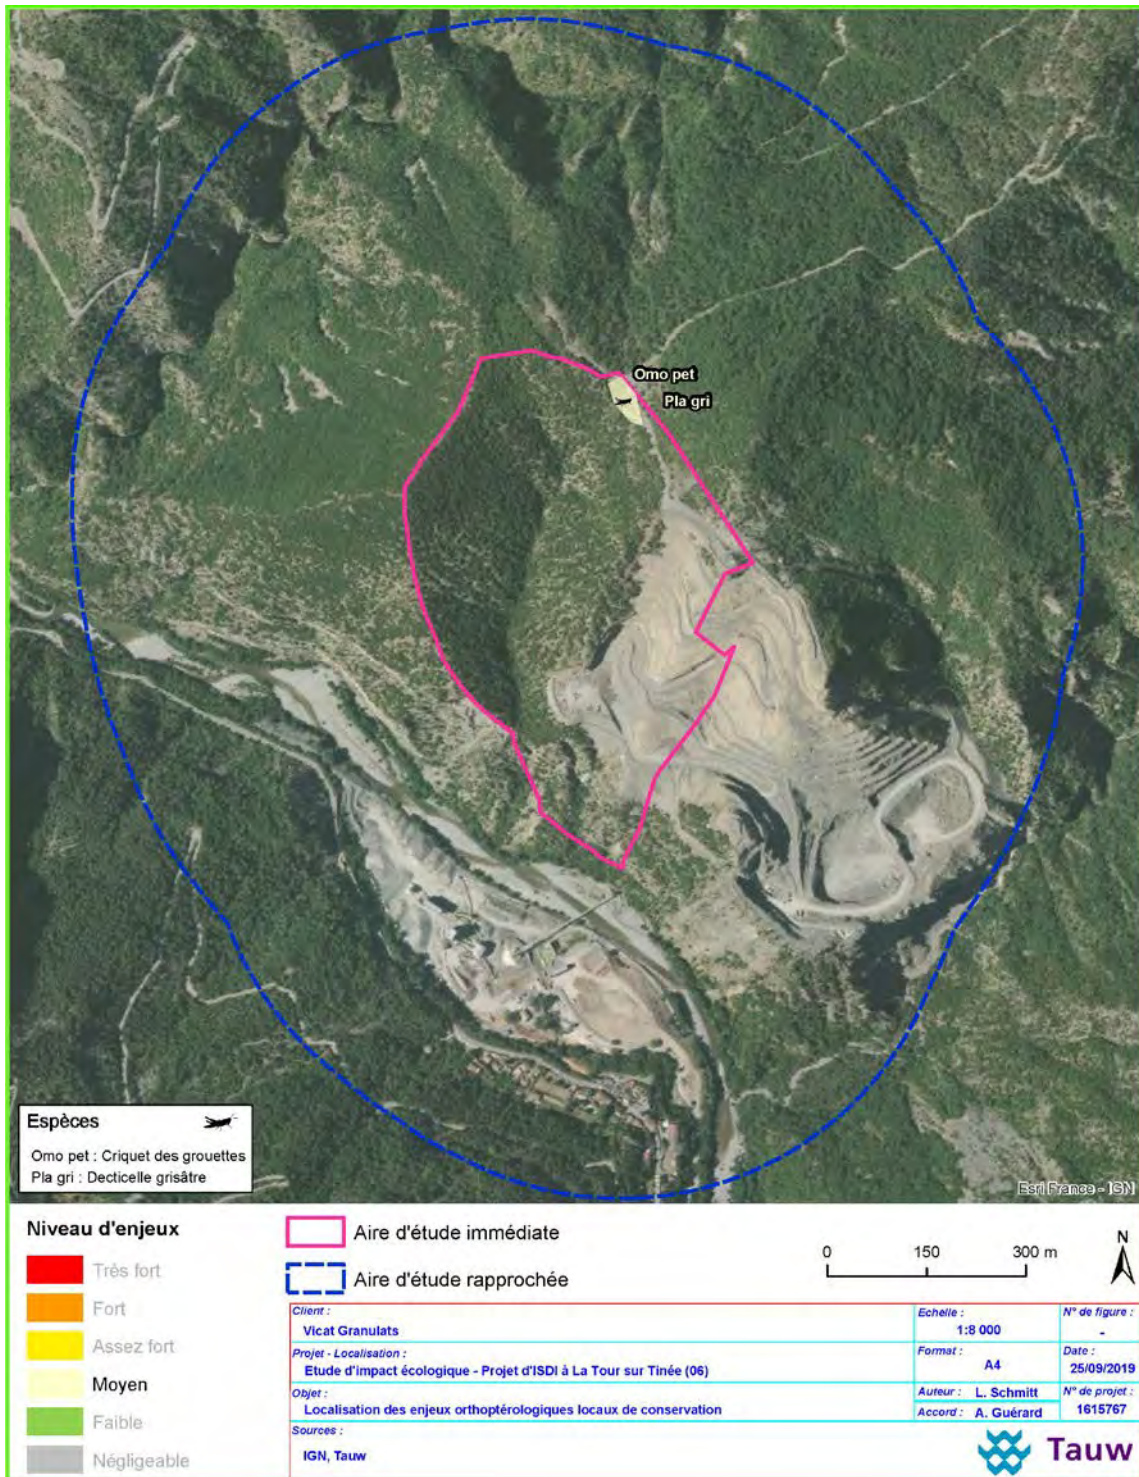 Omo pet
Pla gri
Espèces
Omo pet : Criquet des grouettes
Pla gri : Decticelle grisâtre
Esri France - IGN
Niveau d'enjeux
Très fort
Fort
Assez fort
Moyen
Faible
Négligeable
Aire d'étude immédiate
Aire d'étude rapprochée
0 150 300 m
N
Client :
Vicat Granulats
Echelle :
1:8 000
N° de figure :
-
Projet - Localisation :
Etude d'impact écologique - Projet d'ISDI à La Tour sur Tinée (06)
Format :
A4
Date :
25/09/2019
Objet :
Localisation des enjeux orthoptérologiques locaux de conservation
Auteur : L. Schmitt
Accord : A. Guérard
N° de projet :
1615767
Sources :
IGN, Tauw
Tauw